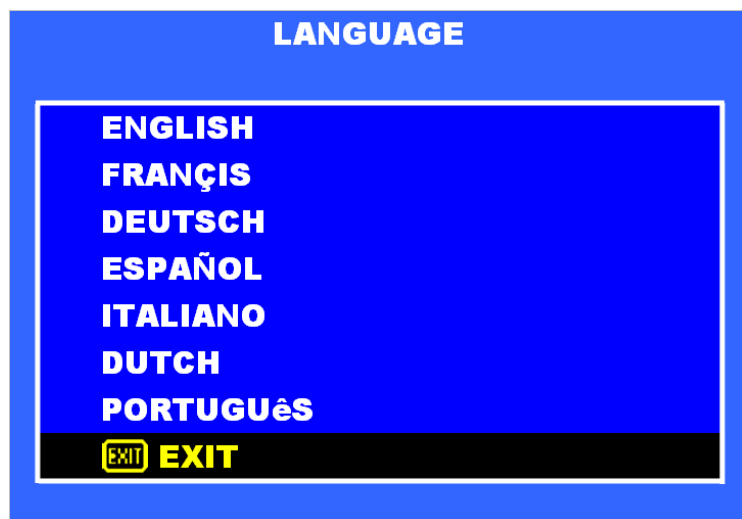 LANGUAGE
ENGLISH
FRANÇIS
DEUTSCH
ESPAÑOL
ITALIANO
DUTCH
PORTUGUêS
EXIT EXIT